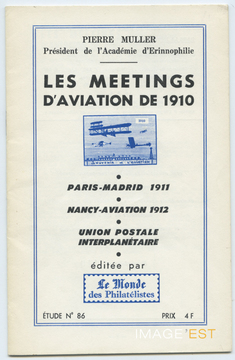 PIERRE MULLER
Président de l'Académie d'Erinnophilie
LES MEETINGS
D'AVIATION DE 1910
PARIS-MADRID 1911
NANCY-AVIATION 1912
UNION POSTALE
INTERPLANÉTAIRE
éditée par
Le Monde
des Philatélistes
ÉTUDE N° 86
PRIX 4 F
IMAGE'EST